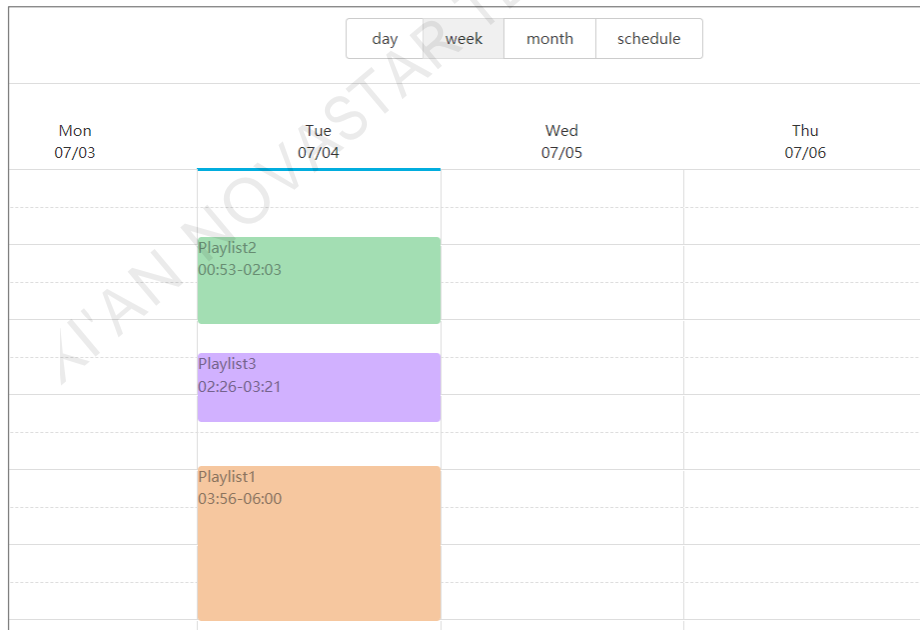 day week month schedule
Mon Tue Wed Thu
07/03 07/04 07/05 07/06
Playlist2
00:53-02:03
Playlist3
02:26-03:21
Playlist1
03:56-06:00
XI'AN NOVASTAR